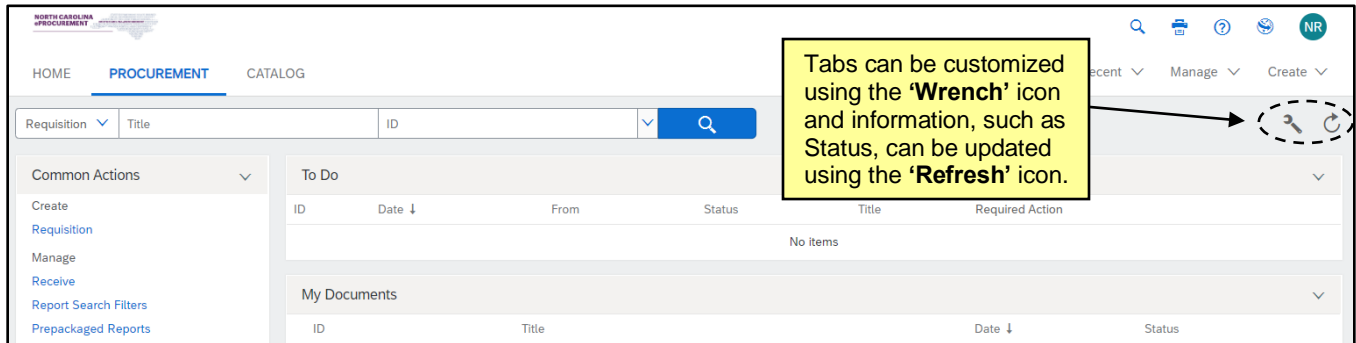 NORTH CAROLINA
ePROCUREMENT
NR
HOME PROCUREMENT CATALOG
Manage Create
Tabs can be customized
using the ‘Wrench’ icon
and information, such as
Status, can be updated
using the ‘Refresh’ icon.
Requisition Title ID
Common Actions
Create
Requisition
Manage
Receive
Report Search Filters
Prepackaged Reports
To Do
ID Date ↓ From Status Title Required Action
No items
My Documents
ID Title Date ↓ Status